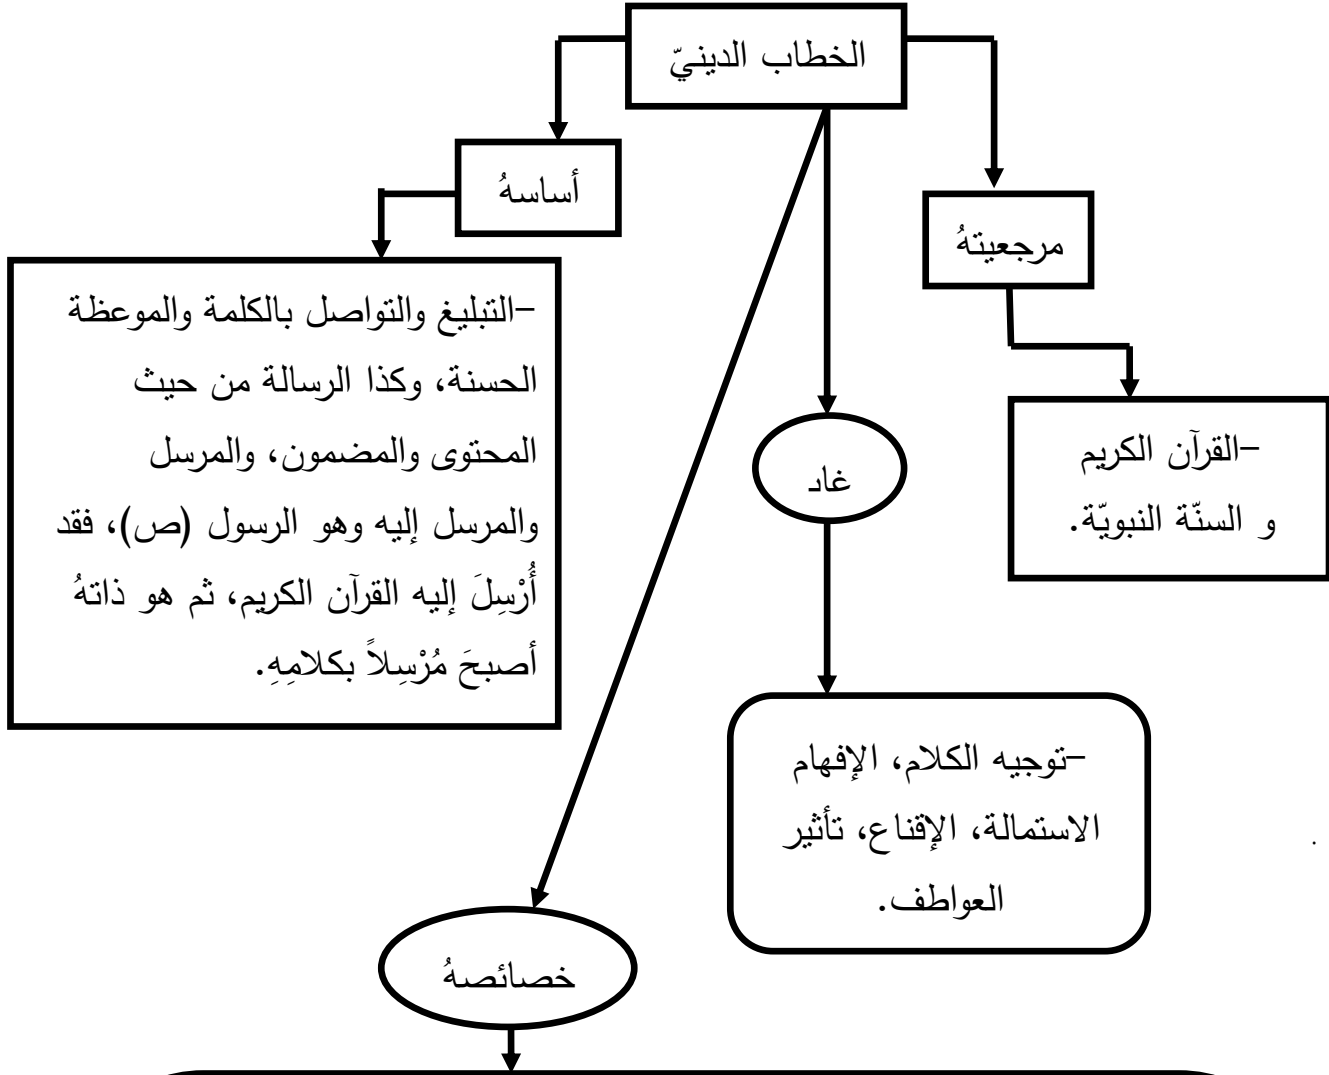 الخطاب الدينيّ
أساسهُ
مرجعيتهُ
–التبليغ والتواصل بالكلمة والموعظة
الحسنة، وكذا الرسالة من حيث
المحتوى والمضمون، والمرسل
والمرسل إليه وهو الرسول (ص)، فقد
أُرْسِلَ إليه القرآن الكريم، ثم هو ذاتهُ
أصبحَ مُرْسِلاً بكلامِهِ.
–القرآن الكريم
و السنّة النبويّة.
غاد
–توجيه الكلام، الإفهام
الاستمالة، الإقناع، تأثير
العواطف.
.
خصائصهُ